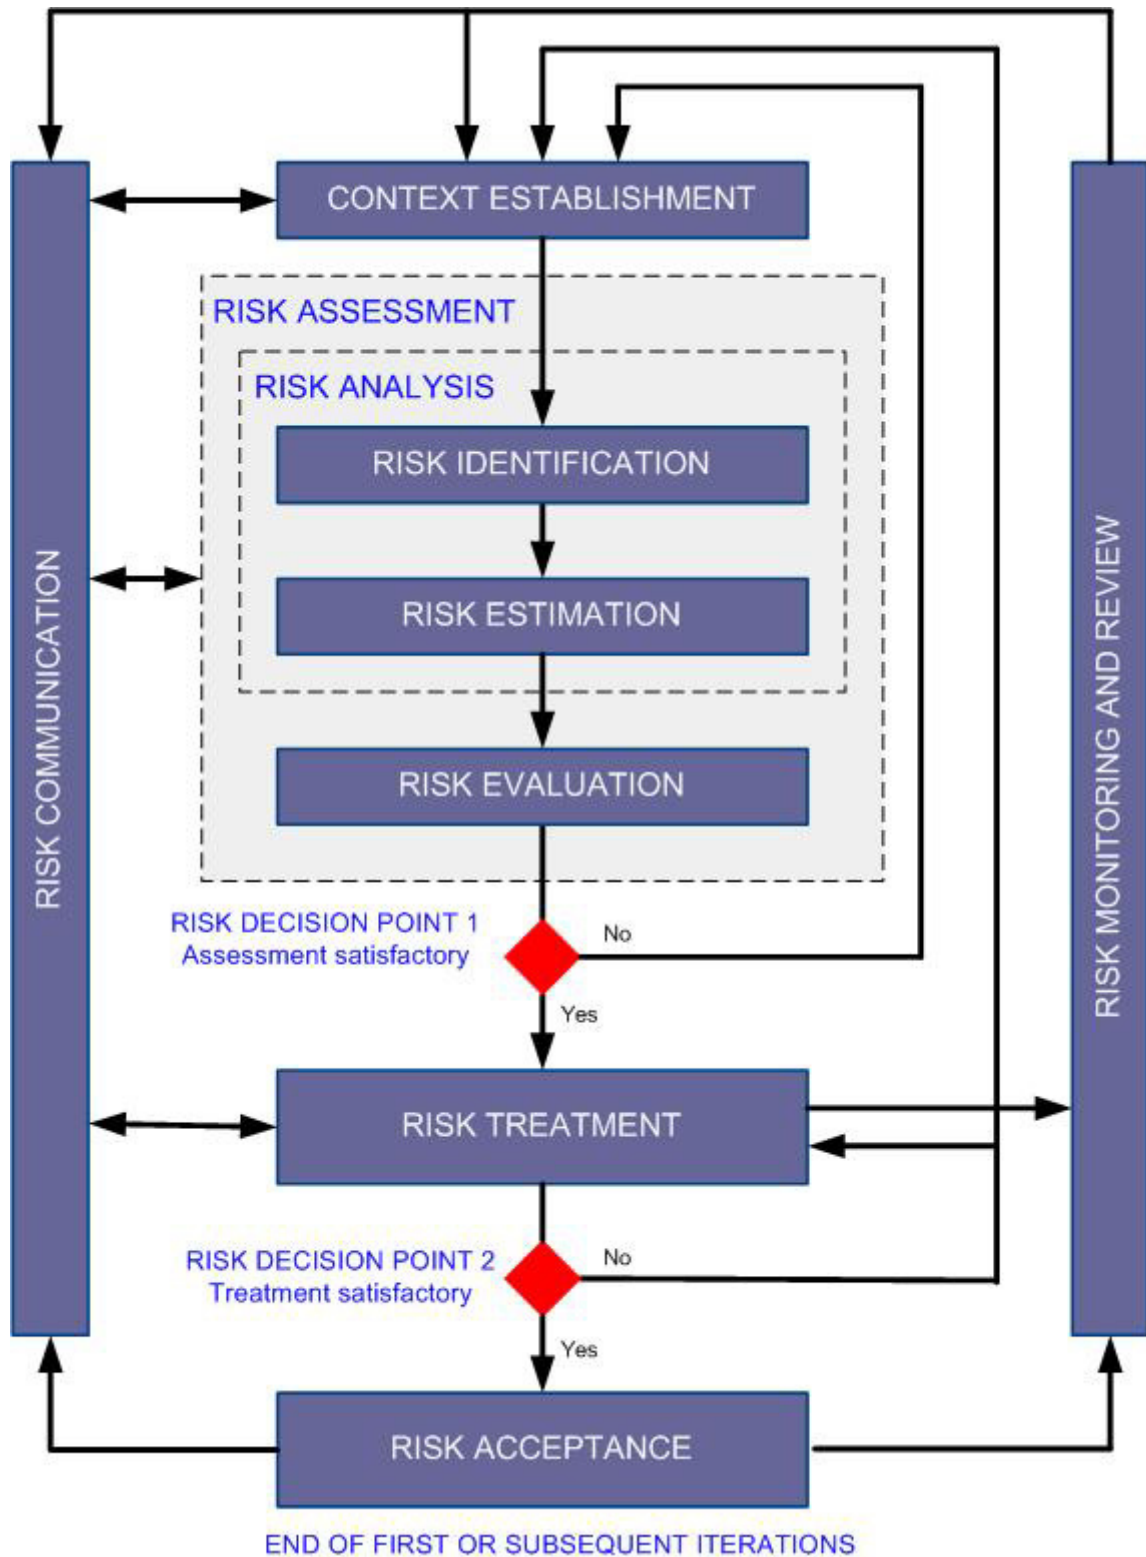 CONTEXT ESTABLISHMENT
RISK ASSESSMENT
RISK ANALYSIS
RISK IDENTIFICATION
RISK ESTIMATION
RISK EVALUATION
RISK COMMUNICATION
RISK MONITORING AND REVIEW
RISK DECISION POINT 1
Assessment satisfactory
No
Yes
RISK TREATMENT
RISK DECISION POINT 2
Treatment satisfactory
No
Yes
RISK ACCEPTANCE
END OF FIRST OR SUBSEQUENT ITERATIONS